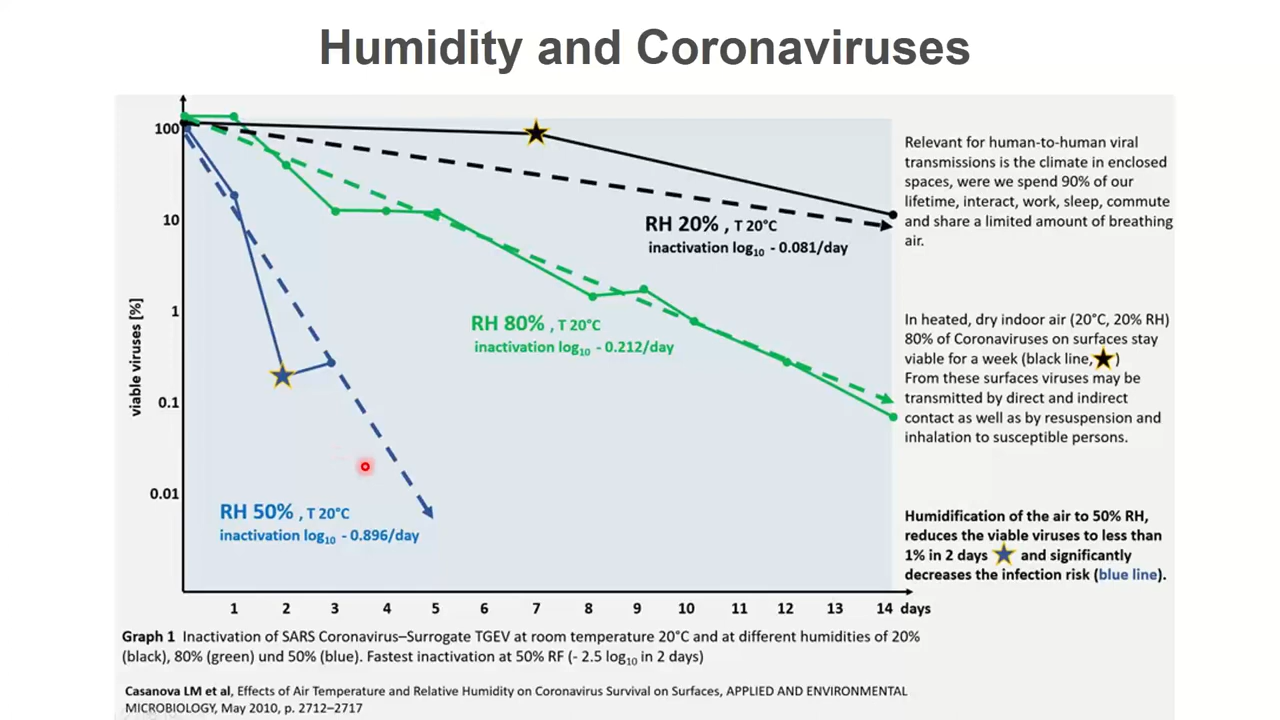 Humidity and Coronaviruses
100
10
1
0.1
0.01
viable viruses [%]
RH 20% , T 20°C
inactivation log10 - 0.081/day
RH 80% , T 20°C
inactivation log10 - 0.212/day
RH 50% , T 20°C
inactivation log10 - 0.896/day
1 2 3 4 5 6 7 8 9 10 11 12 13 14 days
Relevant for human-to-human viral
transmissions is the climate in enclosed
spaces, were we spend 90% of our
lifetime, interact, work, sleep, commute
and share a limited amount of breathing
air.
In heated, dry indoor air (20°C, 20% RH)
80% of Coronaviruses on surfaces stay
viable for a week (black line, )
From these surfaces viruses may be
transmitted by direct and indirect
contact as well as by resuspension and
inhalation to susceptible persons.
Humidification of the air to 50% RH,
reduces the viable viruses to less than
1% in 2 days and significantly
decreases the infection risk (blue line).
Graph 1 Inactivation of SARS Coronavirus–Surrogate TGEV at room temperature 20°C and at different humidities of 20%
(black), 80% (green) und 50% (blue). Fastest inactivation at 50% RF (- 2.5 log10 in 2 days)
Casanova LM et al, Effects of Air Temperature and Relative Humidity on Coronavirus Survival on Surfaces, APPLIED AND ENVIRONMENTAL
MICROBIOLOGY, May 2010, p. 2712–2717